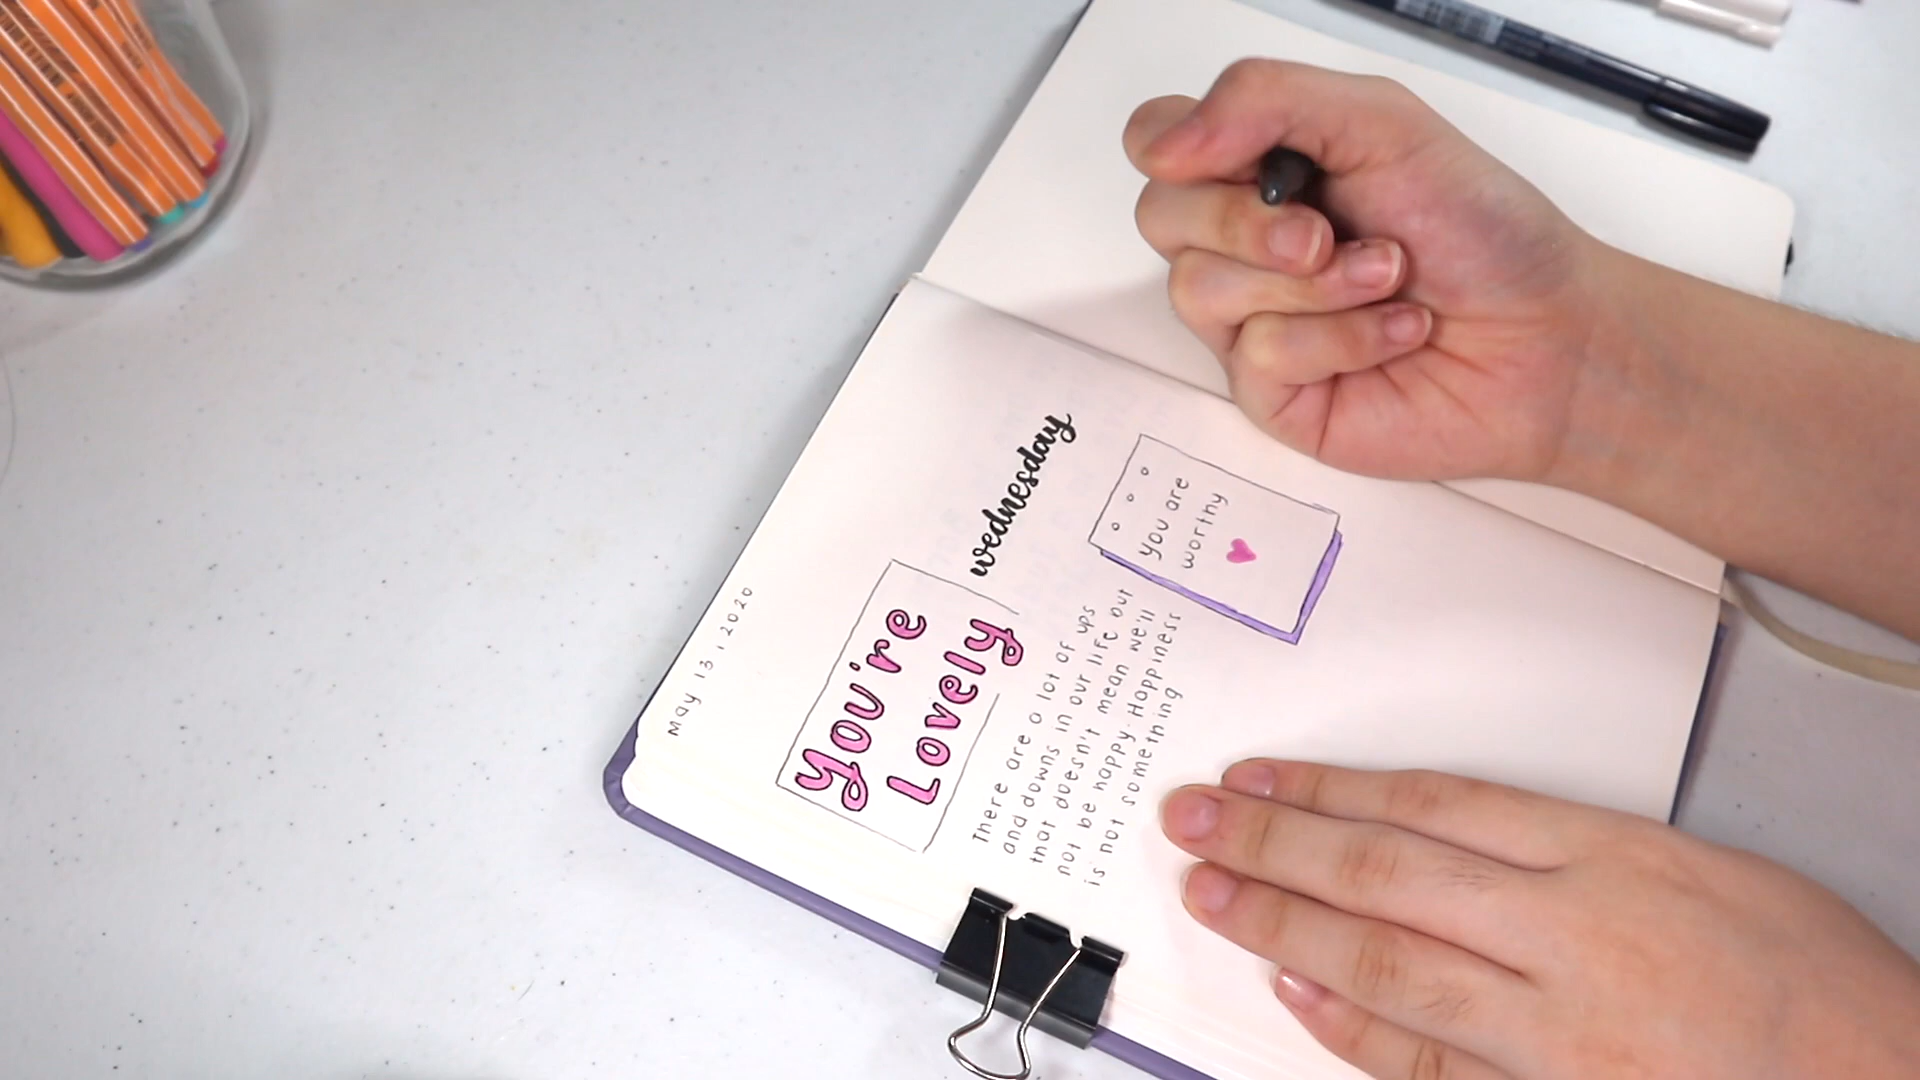 May 13, 2020
You're
Lovely
wednesday
There are a lot of ups
and downs in our life but
that doesn't mean we'll
not be happy. Happiness
is not something
You are
worthy